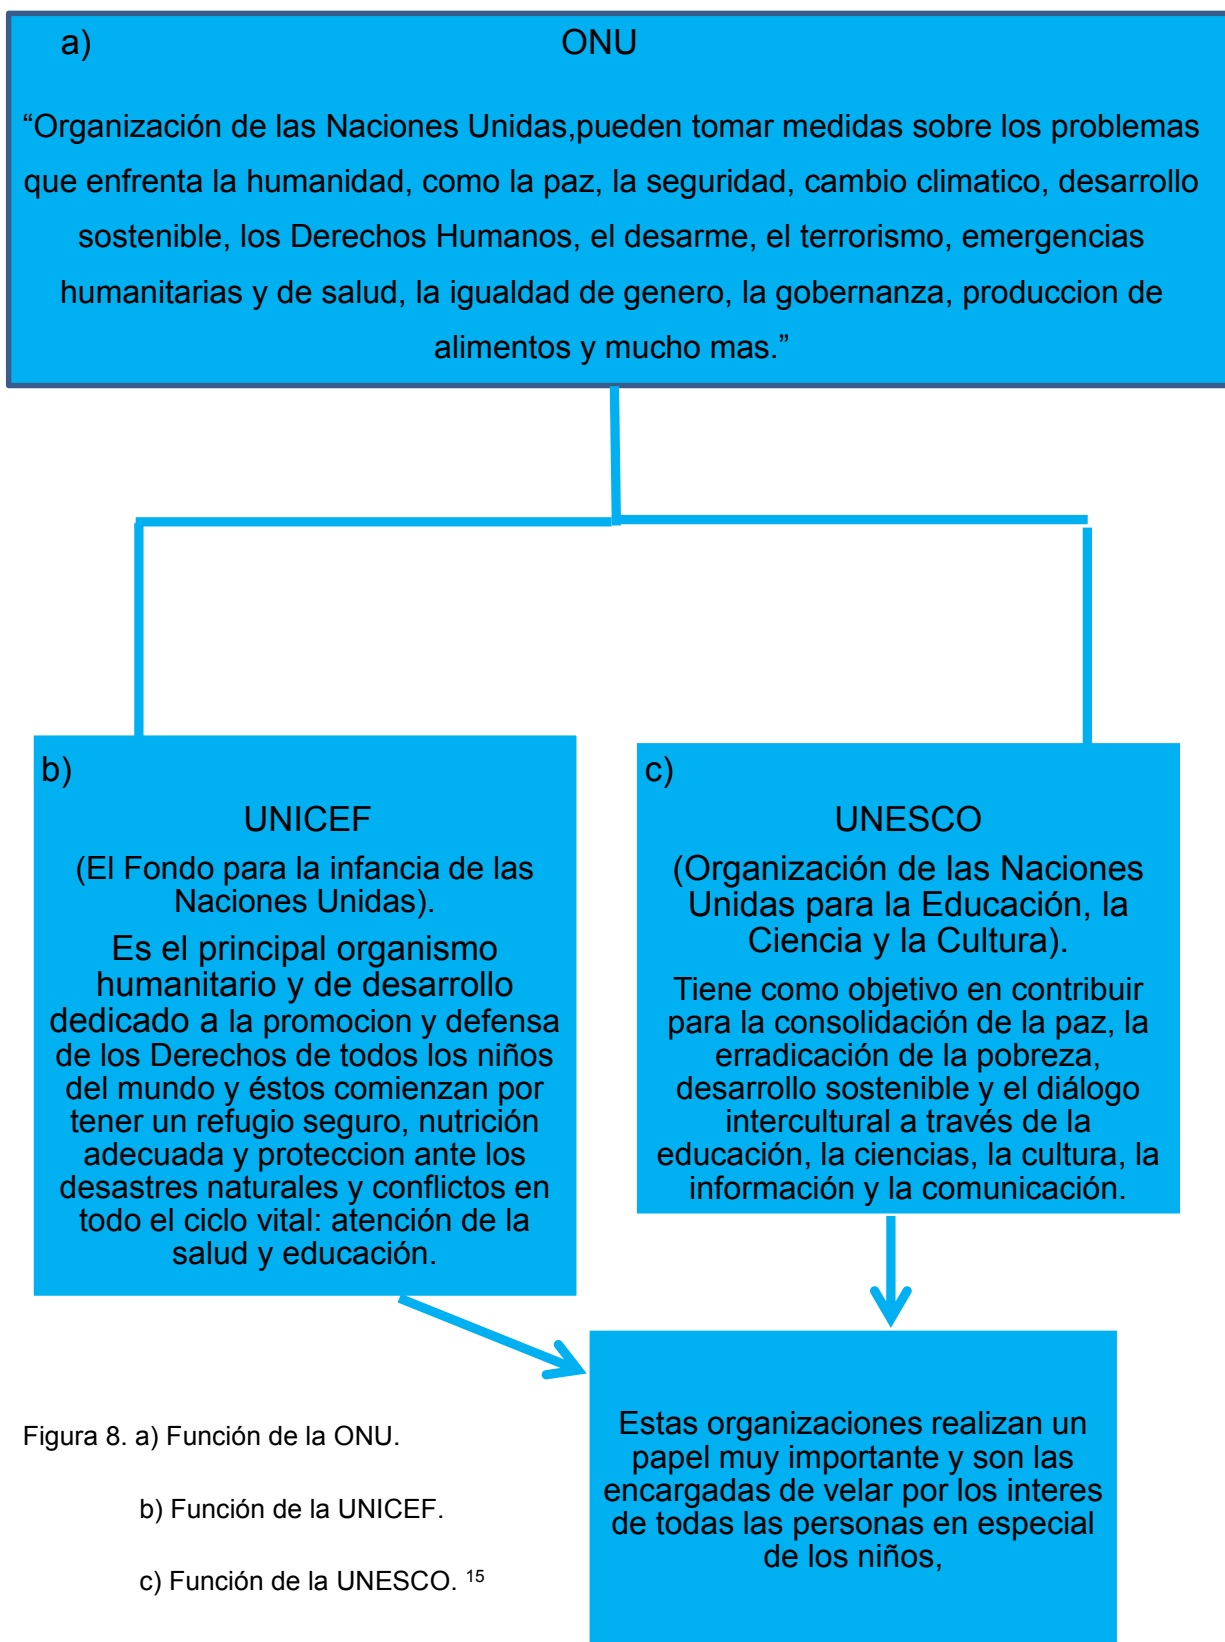 a) ONU
“Organización de las Naciones Unidas,pueden tomar medidas sobre los problemas
que enfrenta la humanidad, como la paz, la seguridad, cambio climatico, desarrollo
sostenible, los Derechos Humanos, el desarme, el terrorismo, emergencias
humanitarias y de salud, la igualdad de genero, la gobernanza, produccion de
alimentos y mucho mas.”
b)
UNICEF
(El Fondo para la infancia de las
Naciones Unidas).
Es el principal organismo
humanitario y de desarrollo
dedicado a la promocion y defensa
de los Derechos de todos los niños
del mundo y éstos comienzan por
tener un refugio seguro, nutrición
adecuada y proteccion ante los
desastres naturales y conflictos en
todo el ciclo vital: atención de la
salud y educación.
c)
UNESCO
(Organización de las Naciones
Unidas para la Educación, la
Ciencia y la Cultura).
Tiene como objetivo en contribuir
para la consolidación de la paz, la
erradicación de la pobreza,
desarrollo sostenible y el diálogo
intercultural a través de la
educación, la ciencias, la cultura, la
información y la comunicación.
Estas organizaciones realizan un
papel muy importante y son las
encargadas de velar por los interes
de todas las personas en especial
de los niños,
Figura 8. a) Función de la ONU.
b) Función de la UNICEF.
c) Función de la UNESCO. 15